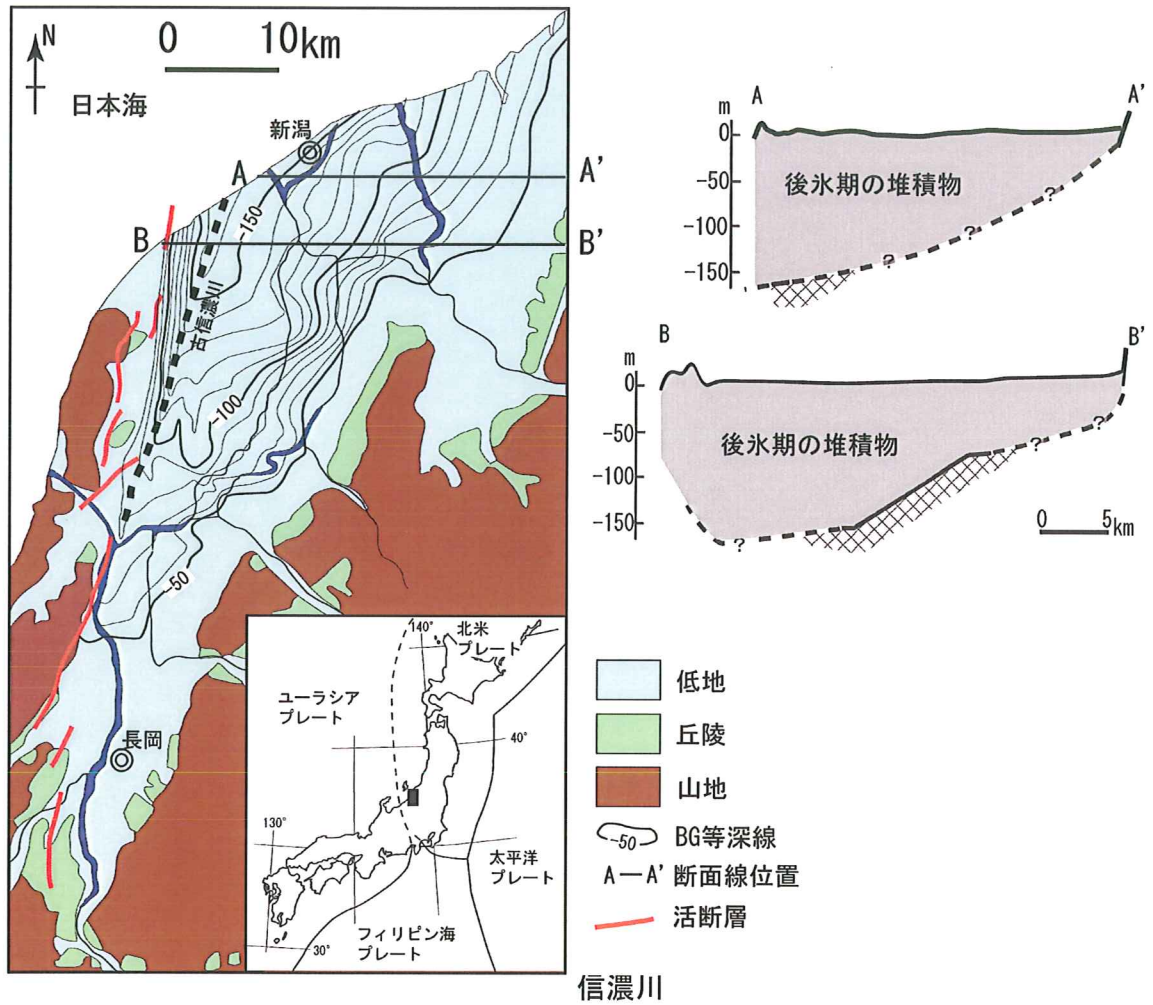 N
0 10km
日本海
新潟
A A'
B B'
-150
古信濃川
-100
-50
長岡
140°
北米
プレート
ユーラシア
プレート
40°
130°
太平洋
プレート
フィリピン海
プレート
30°
信濃川
A A'
m
0
-50
-100
-150
後氷期の堆積物
? ? ?
B B'
m
0
-50
-100
-150
後氷期の堆積物
? ? ?
0 5km
低地
丘陵
山地
-50 BG等深線
A—A' 断面線位置
活断層